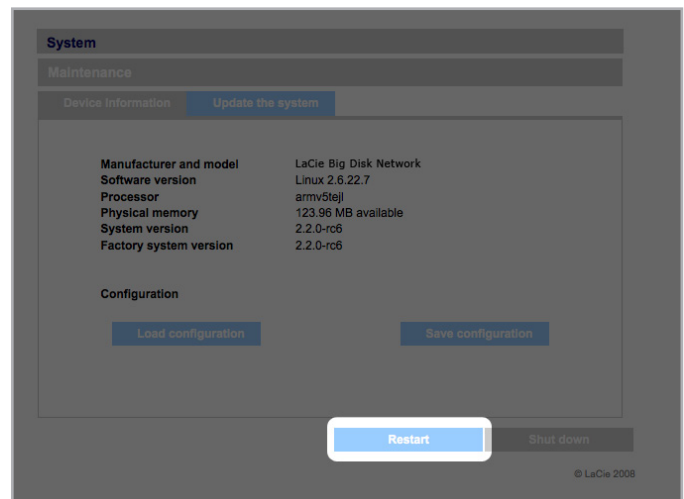 System
Maintenance
Device Information Update the system
Manufacturer and model LaCie Big Disk Network
Software version Linux 2.6.22.7
Processor armv5tejl
Physical memory 123.96 MB available
System version 2.2.0-rc6
Factory system version 2.2.0-rc6
Configuration
Load configuration Save configuration
Restart Shut down
© LaCie 2008